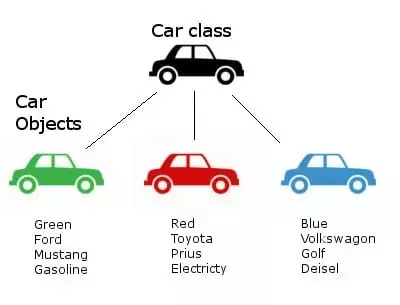 Car class
Car
Objects
Green
Ford
Mustang
Gasoline
Red
Toyota
Prius
Electricty
Blue
Volkswagon
Golf
Deisel